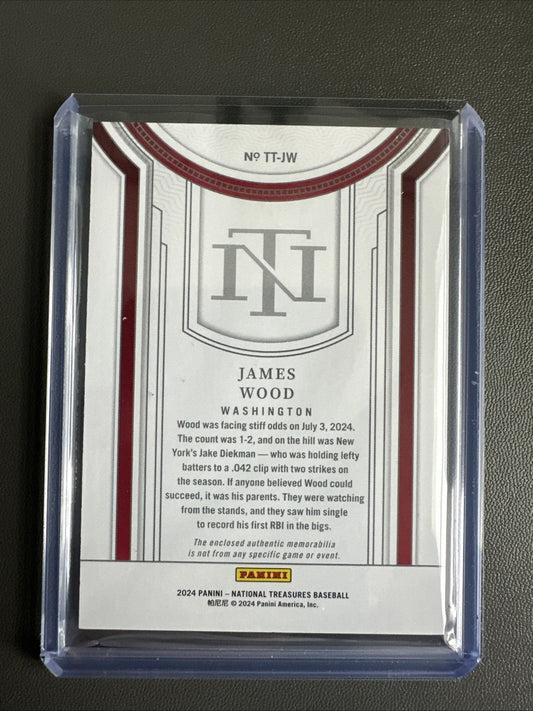 Nº TT-JW
NT
JAMES
WOOD
WASHINGTON
Wood was facing stiff odds on July 3, 2024.
The count was 1-2, and on the hill was New
York's Jake Diekman — who was holding lefty
batters to a .042 clip with two strikes on
the season. If anyone believed Wood could
succeed, it was his parents. They were watching
from the stands, and they saw him single
to record his first RBI in the bigs.
The enclosed authentic memorabilia
is not from any specific game or event.
PANINI
2024 PANINI – NATIONAL TREASURES BASEBALL
帕尼尼 © 2024 Panini America, Inc.